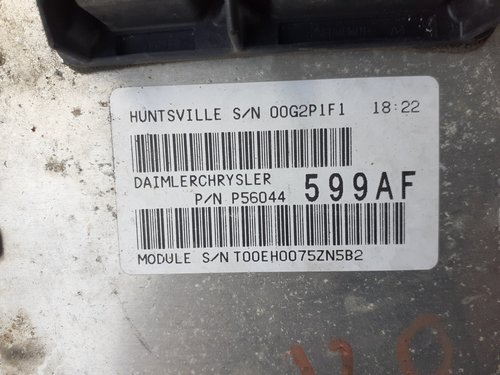 HUNTSVILLE S/N 00G2P1F1 18:22
DAIMLERCHRYSLER
P/N P56044 599AF
MODULE S/N T00EH0075ZN5B2